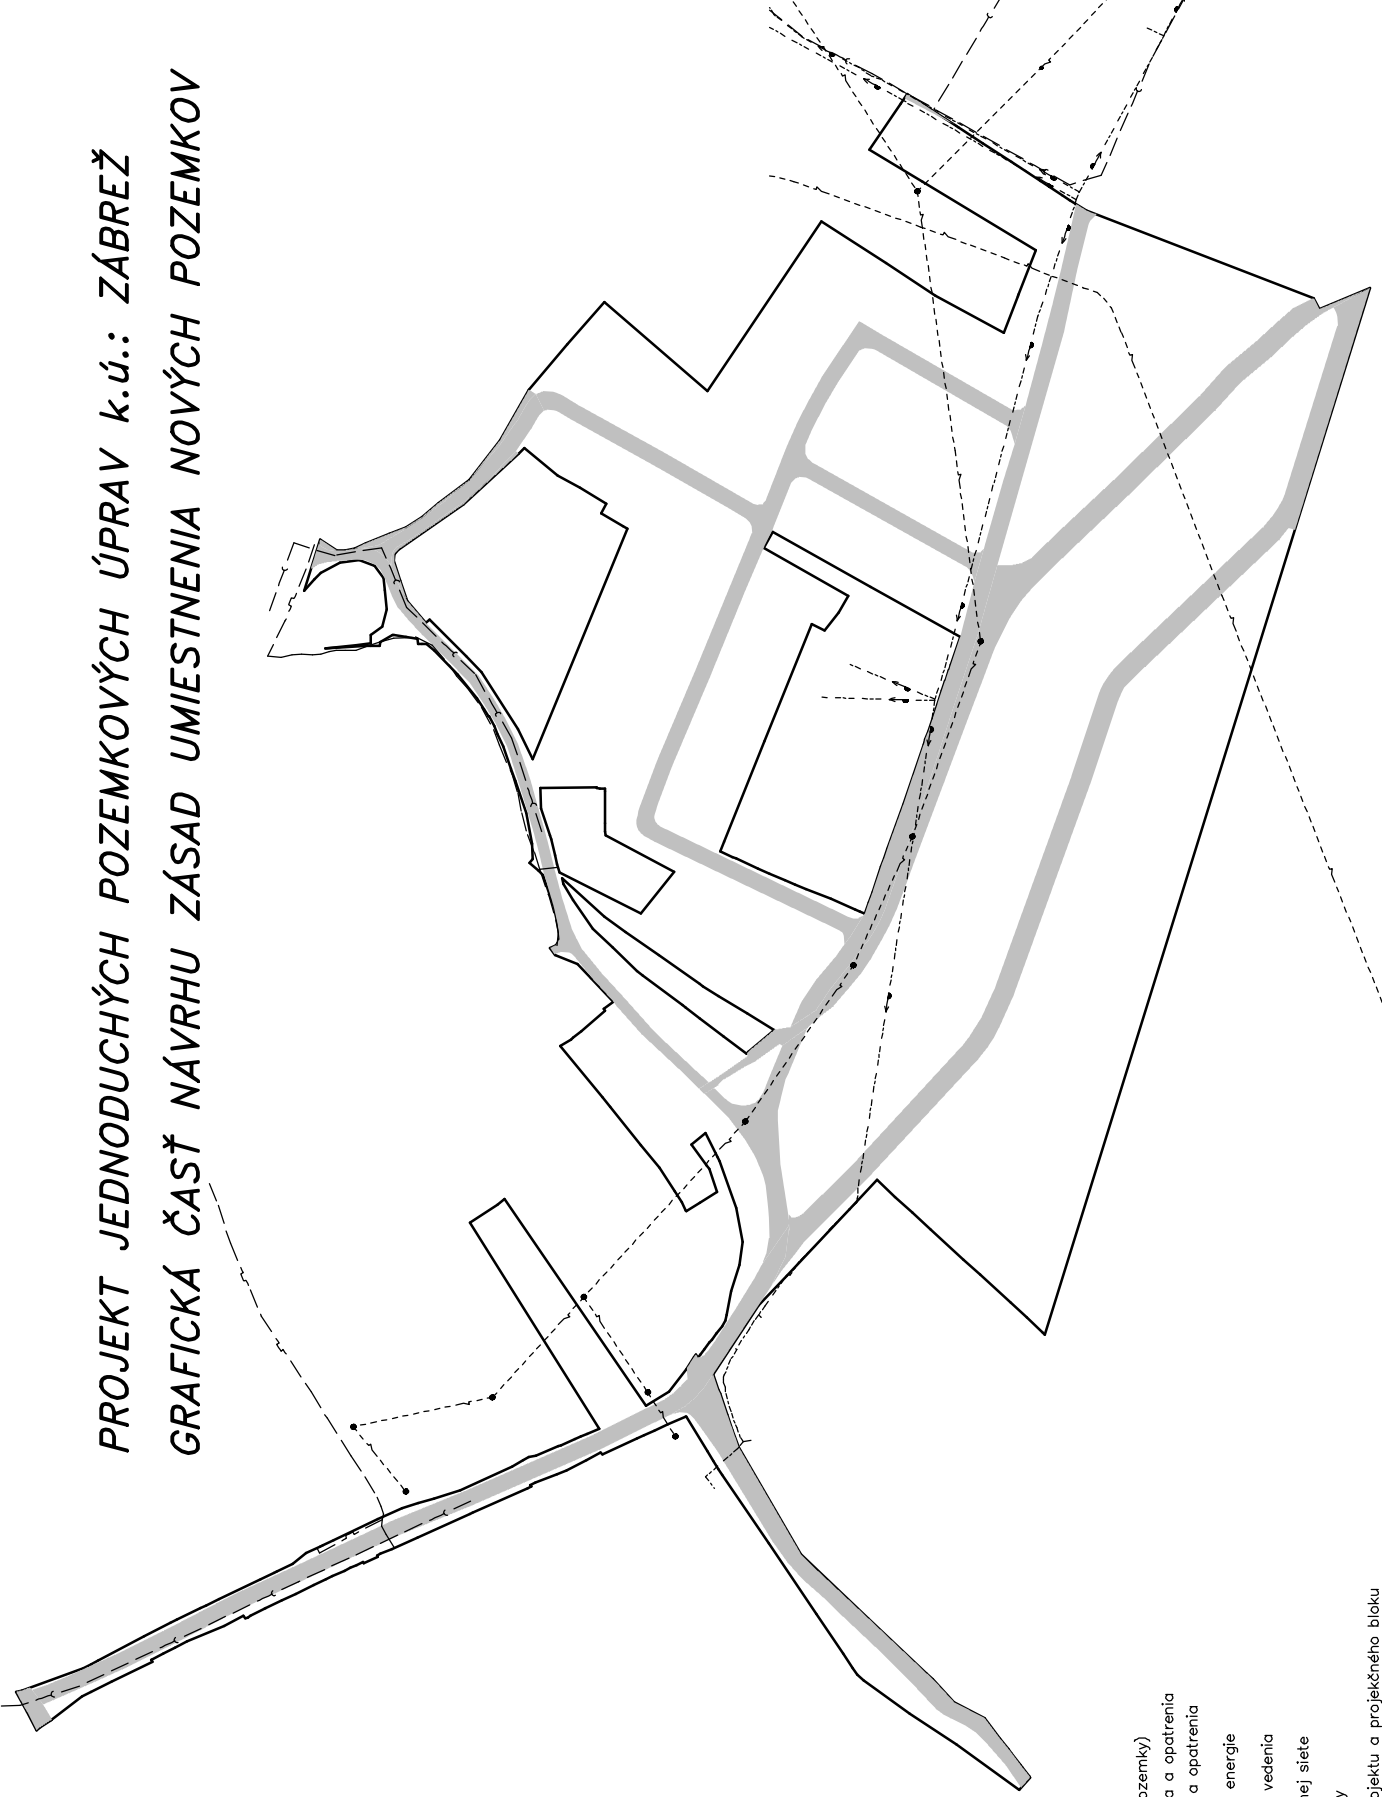 PROJEKT JEDNODUCHÝCH POZEMKOVÝCH ÚPRAV k.ú.: ZÁBREŽ
GRAFICKÁ ČASŤ NÁVRHU ZÁSAD UMIESTNENIA NOVÝCH POZEMKOV
ozemky)
a a opatrenia
a opatrenia
energie
vedenia
nej siete
y
ojektu a projekčného bloku